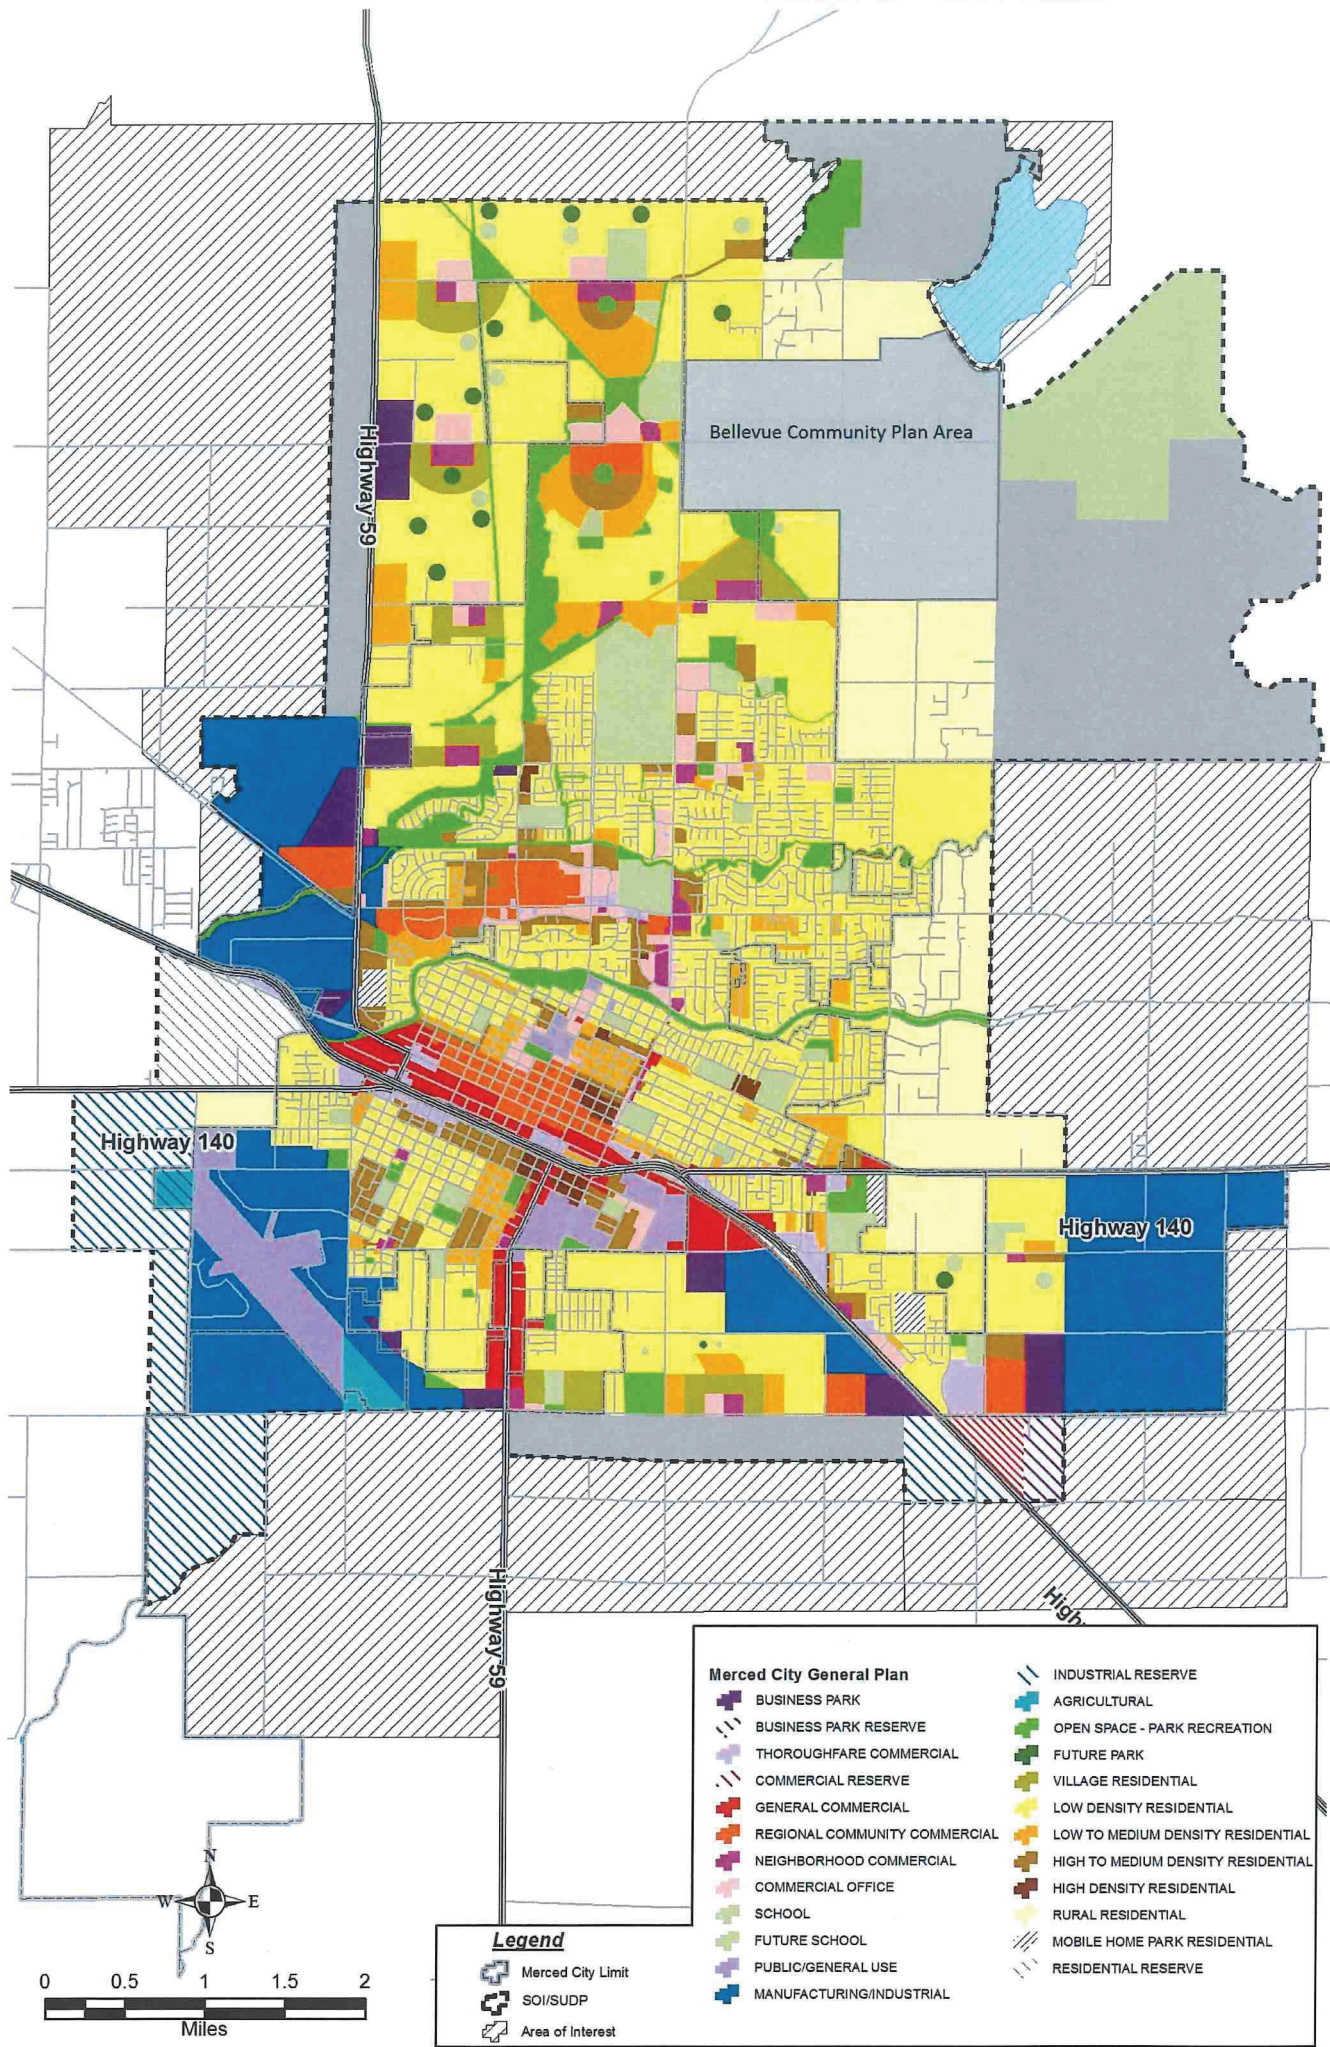 Bellevue Community Plan Area
Highway 59
Highway 140
Highway 140
Highway 59
Merced City General Plan
BUSINESS PARK
BUSINESS PARK RESERVE
THOROUGHFARE COMMERCIAL
COMMERCIAL RESERVE
GENERAL COMMERCIAL
REGIONAL COMMUNITY COMMERCIAL
NEIGHBORHOOD COMMERCIAL
COMMERCIAL OFFICE
SCHOOL
FUTURE SCHOOL
PUBLIC/GENERAL USE
MANUFACTURING/INDUSTRIAL
INDUSTRIAL RESERVE
AGRICULTURAL
OPEN SPACE - PARK RECREATION
FUTURE PARK
VILLAGE RESIDENTIAL
LOW DENSITY RESIDENTIAL
LOW TO MEDIUM DENSITY RESIDENTIAL
HIGH TO MEDIUM DENSITY RESIDENTIAL
HIGH DENSITY RESIDENTIAL
RURAL RESIDENTIAL
MOBILE HOME PARK RESIDENTIAL
RESIDENTIAL RESERVE
N
W E
S
0 0.5 1 1.5 2
Miles
Legend
Merced City Limit
SOI/SUDP
Area of Interest